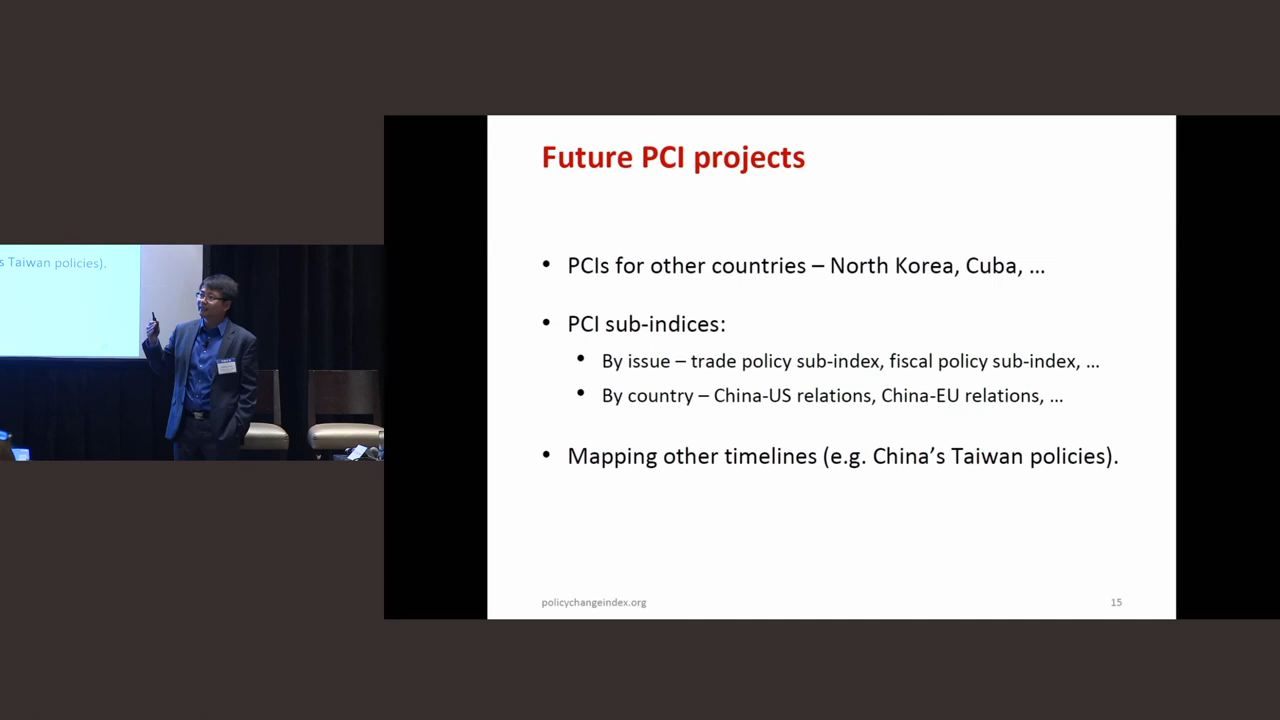 Future PCI projects
• PCIs for other countries – North Korea, Cuba, ...
• PCI sub-indices:
• By issue – trade policy sub-index, fiscal policy sub-index, ...
• By country – China-US relations, China-EU relations, ...
• Mapping other timelines (e.g. China's Taiwan policies).
policychangeindex.org
15
s Taiwan policies).